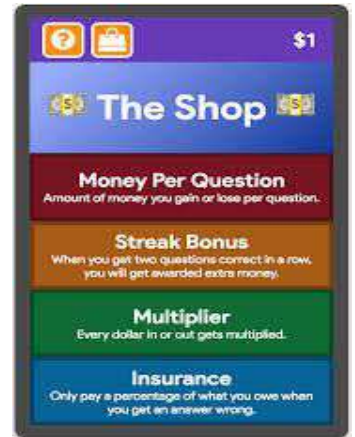 ?
$1
The Shop
Money Per Question
Amount of money you gain or lose per question.
Streak Bonus
When you get two questions correct in a row,
you will get awarded extra money.
Multiplier
Every dollar in or out gets multiplied.
Insurance
Only pay a percentage of what you owe when
you get an answer wrong.